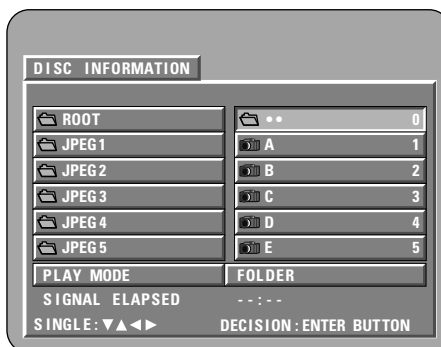 DISC INFORMATION
ROOT
•• 0
JPEG1
A 1
JPEG2
B 2
JPEG3
C 3
JPEG4
D 4
JPEG5
E 5
PLAY MODE FOLDER
SIGNAL ELAPSED --:--
SINGLE:▼▲◄► DECISION:ENTER BUTTON